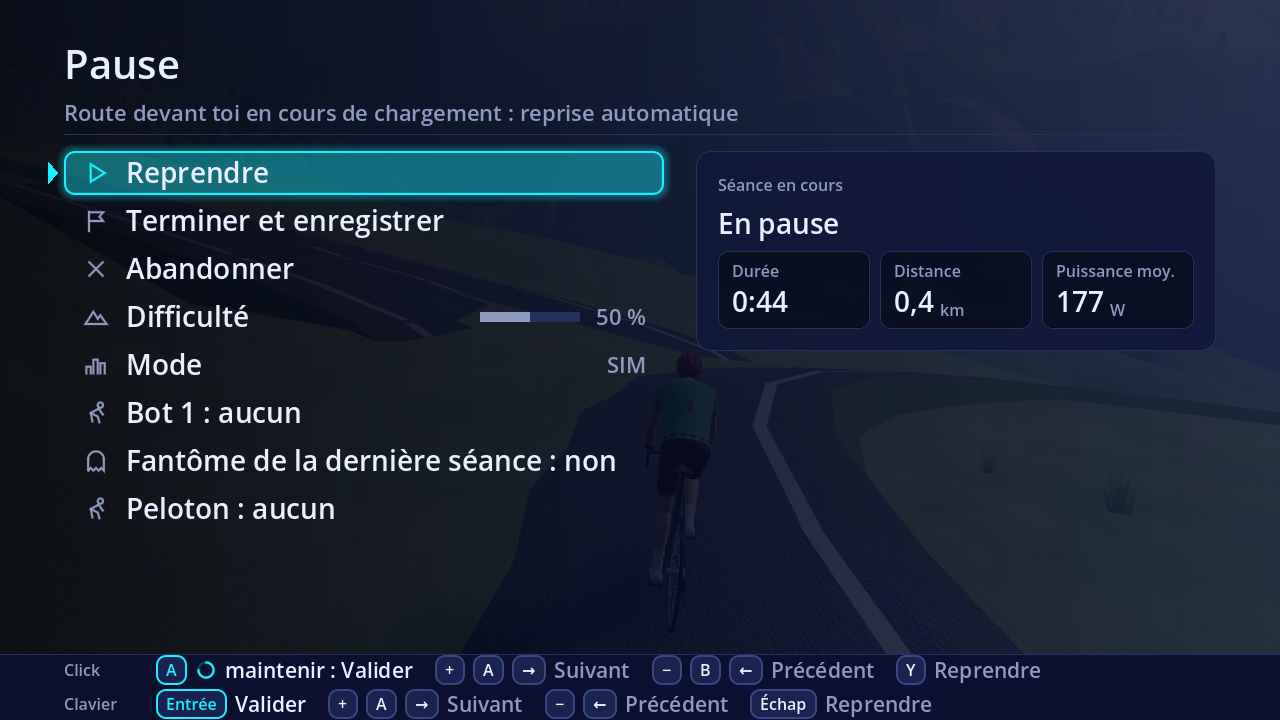 Pause
Route devant toi en cours de chargement : reprise automatique
Reprendre
Terminer et enregistrer
Abandonner
Difficulté 50 %
Mode SIM
Bot 1 : aucun
Fantôme de la dernière séance : non
Peloton : aucun
Séance en cours
En pause
Durée
0:44
Distance
0,4 km
Puissance moy.
177 W
Click A maintenir : Valider + A → Suivant − B ← Précédent Y Reprendre
Clavier Entrée Valider + A → Suivant − ← Précédent Échap Reprendre